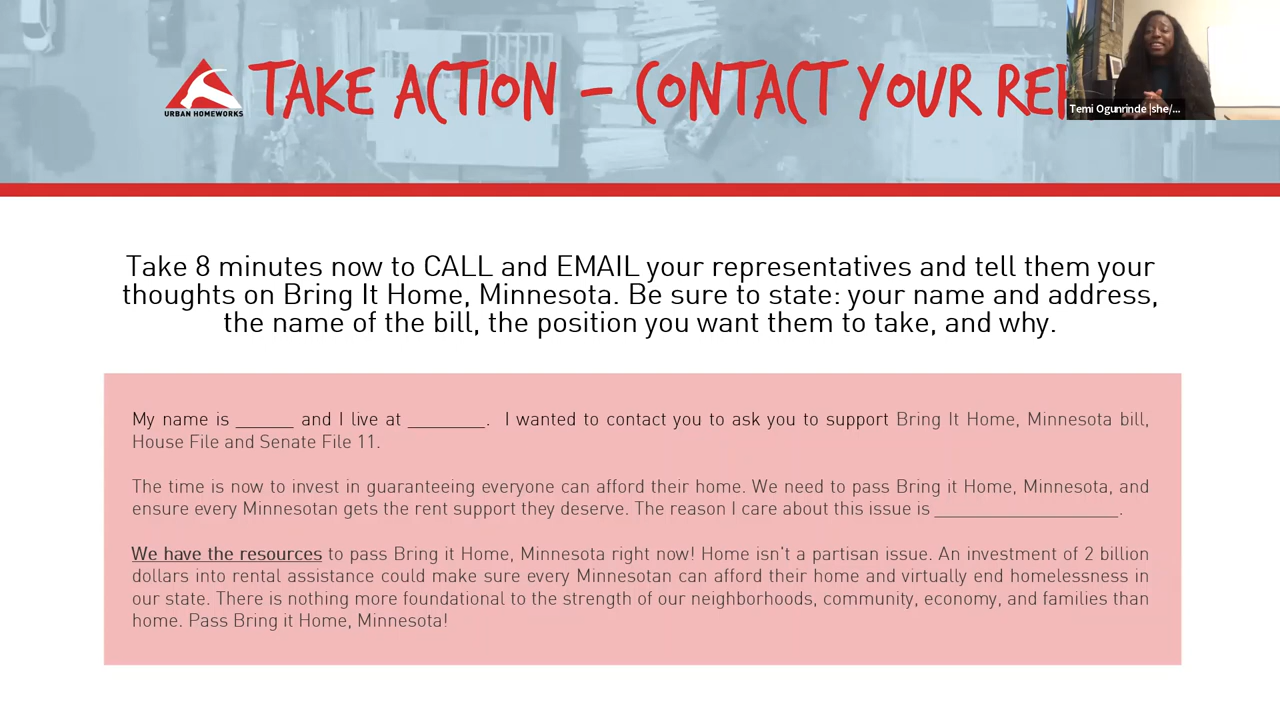 TAKE ACTION - CONTACT YOUR REP
URBAN HOMEWORKS
Temi Ogunrinde |she/...
Take 8 minutes now to CALL and EMAIL your representatives and tell them your
thoughts on Bring It Home, Minnesota. Be sure to state: your name and address,
the name of the bill, the position you want them to take, and why.
My name is ______ and I live at ________. I wanted to contact you to ask you to support Bring It Home, Minnesota bill,
House File and Senate File 11.
The time is now to invest in guaranteeing everyone can afford their home. We need to pass Bring it Home, Minnesota, and
ensure every Minnesotan gets the rent support they deserve. The reason I care about this issue is ___________________.
We have the resources to pass Bring it Home, Minnesota right now! Home isn't a partisan issue. An investment of 2 billion
dollars into rental assistance could make sure every Minnesotan can afford their home and virtually end homelessness in
our state. There is nothing more foundational to the strength of our neighborhoods, community, economy, and families than
home. Pass Bring it Home, Minnesota!